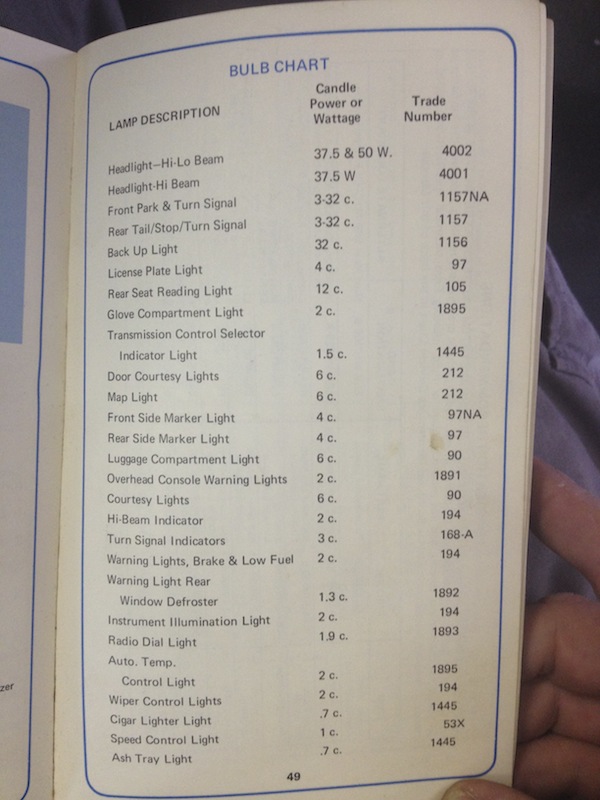 BULB CHART
LAMP DESCRIPTION Candle Power or Wattage Trade Number
Headlight—Hi-Lo Beam 37.5 & 50 W. 4002
Headlight-Hi Beam 37.5 W 4001
Front Park & Turn Signal 3-32 c. 1157NA
Rear Tail/Stop/Turn Signal 3-32 c. 1157
Back Up Light 32 c. 1156
License Plate Light 4 c. 97
Rear Seat Reading Light 12 c. 105
Glove Compartment Light 2 c. 1895
Transmission Control Selector
Indicator Light 1.5 c. 1445
Door Courtesy Lights 6 c. 212
Map Light 6 c. 212
Front Side Marker Light 4 c. 97NA
Rear Side Marker Light 4 c. 97
Luggage Compartment Light 6 c. 90
Overhead Console Warning Lights 2 c. 1891
Courtesy Lights 6 c. 90
Hi-Beam Indicator 2 c. 194
Turn Signal Indicators 3 c. 168-A
Warning Lights, Brake & Low Fuel 2 c. 194
Warning Light Rear
Window Defroster 1.3 c. 1892
Instrument Illumination Light 2 c. 194
Radio Dial Light 1.9 c. 1893
Auto. Temp.
Control Light 2 c. 1895
Wiper Control Lights 2 c. 194
Cigar Lighter Light .7 c. 1445
Speed Control Light 1 c. 53X
Ash Tray Light .7 c. 1445
49
zer